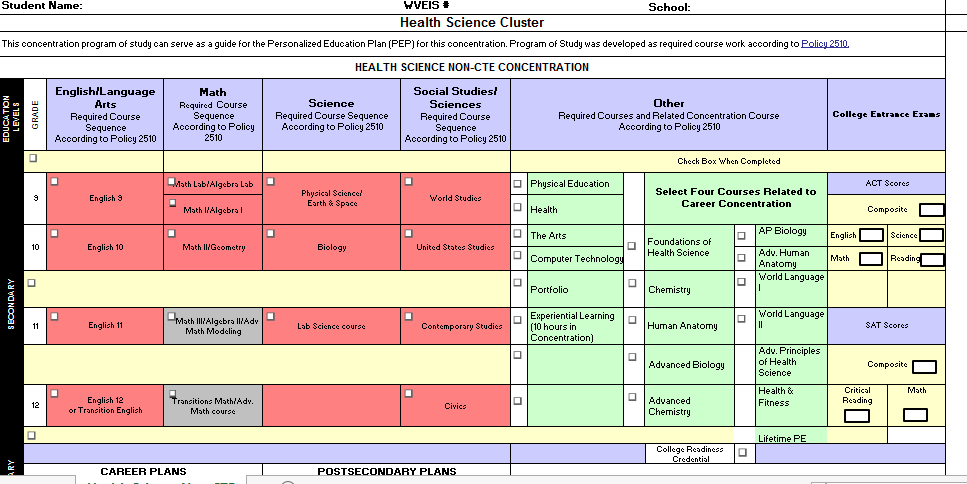 Student Name:
WVEIS #
School:
Health Science Cluster
This concentration program of study can serve as a guide for the Personalized Education Plan (PEP) for this concentration. Program of Study was developed as required course work according to Policy 2510.
HEALTH SCIENCE NON-CTE CONCENTRATION
EDUCATION
LEVELS
GRADE
English/Language
Arts
Required Course
Sequence
According to Policy 2510
Math
Required Course
Sequence
According to Policy
2510
Science
Required Course Sequence
According to Policy 2510
Social Studies/
Sciences
Required Course
Sequence
According to Policy 2510
Other
Required Courses and Related Concentration Course
According to Policy 2510
College Entrance Exams
Check Box When Completed
SECONDARY
9
English 9
Math Lab/Algebra Lab
Math I/Algebra I
Physical Science/
Earth & Space
World Studies
Physical Education
Health
Select Four Courses Related to
Career Concentration
ACT Scores
Composite
10
English 10
Math II/Geometry
Biology
United States Studies
The Arts
Computer Technology
Foundations of
Health Science
AP Biology
Adv. Human
Anatomy
English
Science
Math
Reading
Portfolio
Chemistry
World Language
I
11
English 11
Math III/Algebra II/Adv
Math Modeling
Lab Science course
Contemporary Studies
Experiential Learning
(10 hours in
Concentration)
Human Anatomy
World Language
II
SAT Scores
Advanced Biology
Adv. Principles
of Health
Science
Composite
12
English 12
or Transition English
Transitions Math/Adv.
Math course
Civics
Advanced
Chemistry
Health &
Fitness
Critical
Reading
Math
Lifetime PE
College Readiness
Credential
CAREER PLANS
POSTSECONDARY PLANS